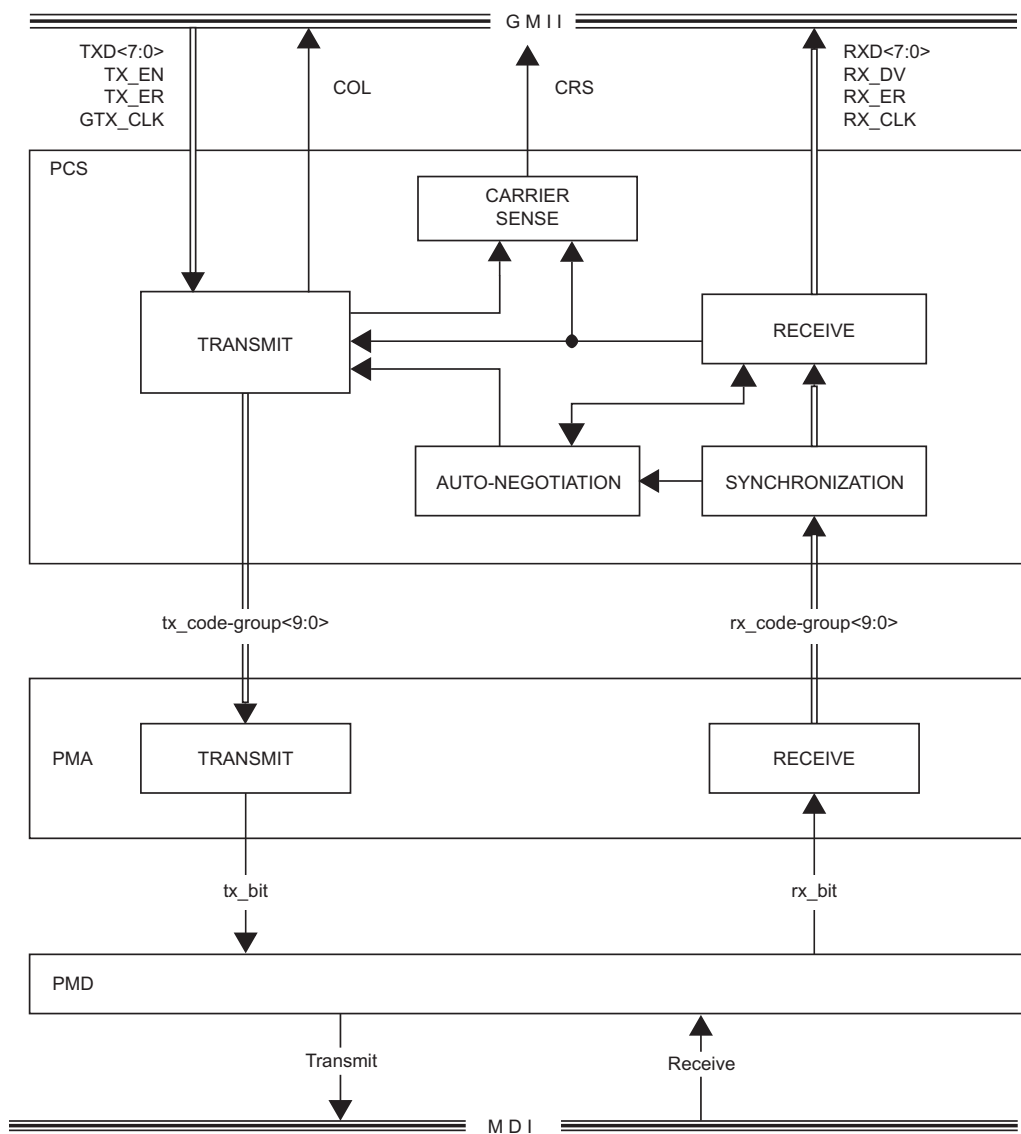 G M I I
TXD<7:0>
TX_EN
TX_ER
GTX_CLK
COL
CRS
RXD<7:0>
RX_DV
RX_ER
RX_CLK
PCS
CARRIER
SENSE
TRANSMIT
RECEIVE
AUTO-NEGOTIATION
SYNCHRONIZATION
tx_code-group<9:0>
rx_code-group<9:0>
PMA
TRANSMIT
RECEIVE
tx_bit
rx_bit
PMD
Transmit
Receive
M D I